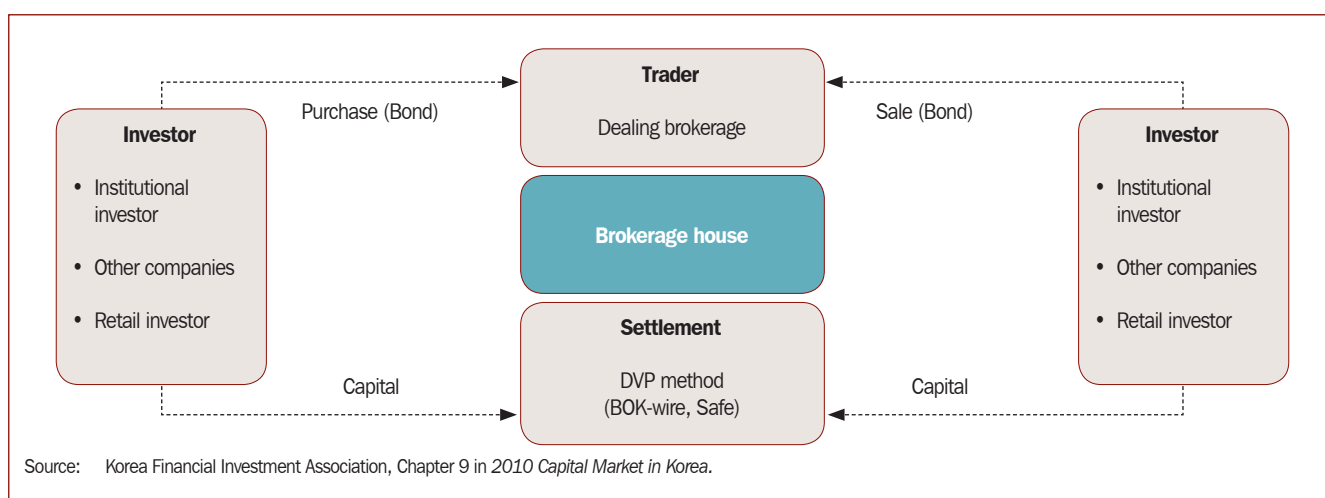 Trader
Dealing brokerage
Purchase (Bond)
Sale (Bond)
Investor
• Institutional
investor
• Other companies
• Retail investor
Brokerage house
Investor
• Institutional
investor
• Other companies
• Retail investor
Settlement
DVP method
(BOK-wire, Safe)
Capital
Capital
Source: Korea Financial Investment Association, Chapter 9 in 2010 Capital Market in Korea.